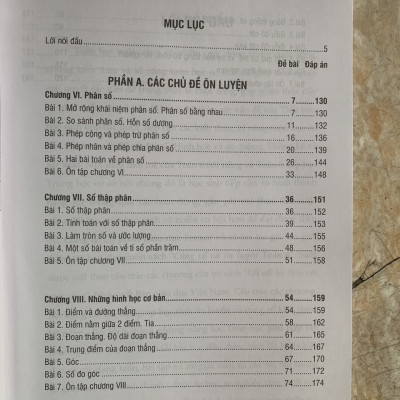 MỤC LỤC
Lời nói đầu 5
Đề bài Đáp án
PHẦN A. CÁC CHỦ ĐỀ ÔN LUYỆN
Chương VI. Phân số 7 130
Bài 1. Mở rộng khái niệm phân số. Phân số bằng nhau 7 130
Bài 2. So sánh phân số. Hỗn số dương 11 132
Bài 3. Phép cộng và phép trừ phân số 16 136
Bài 4. Phép nhân và phép chia phân số 20 139
Bài 5. Hai bài toán về phân số 26 144
Bài 6. Ôn tập chương VI 33 148
Chương VII. Số thập phân 36 151
Bài 1. Số thập phân 36 152
Bài 2. Tính toán với số thập phân 39 152
Bài 3. Làm tròn số và ước lượng 44 155
Bài 4. Một số bài toán về tỉ số phần trăm 48 156
Bài 5. Ôn tập chương VII 51 158
Chương VIII. Những hình học cơ bản 54 159
Bài 1. Điểm và đường thẳng 54 159
Bài 2. Điểm nằm giữa 2 điểm. Tia 58 162
Bài 3. Đoạn thẳng. Độ dài đoạn thẳng 61 165
Bài 4. Trung điểm của đoạn thẳng 64 167
Bài 5. Góc 67 170
Bài 6. Số đo góc 71 172
Bài 7. Ôn tập chương VIII 74 174